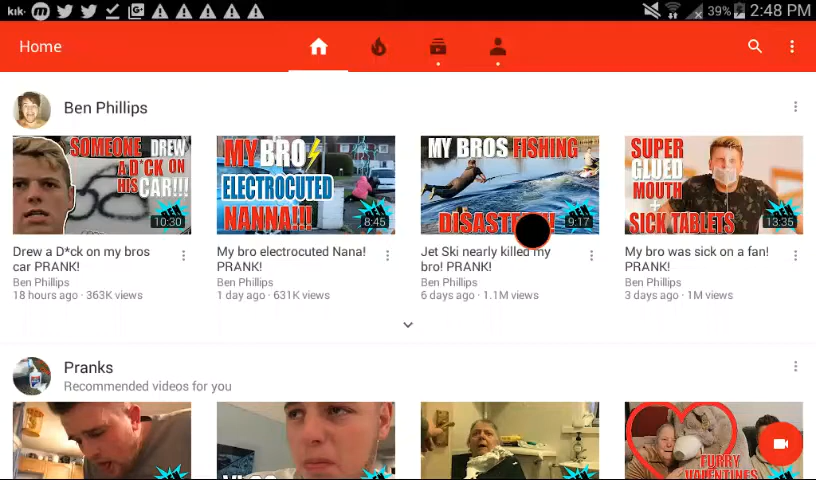 kik.
39% 2:48 PM
Home
Ben Phillips
SOMEONE DREW
A D*CK ON
HIS CAR!!!
10:30
MY BRO
ELECTROCUTED
NANNA!!!
8:45
MY BROS FISHING
9:17
SUPER
GLUED
MOUTH
+
SICK TABLETS
13:35
Drew a D*ck on my bros
car PRANK!
Ben Phillips
18 hours ago · 363K views
My bro electrocuted Nana!
PRANK!
Ben Phillips
1 day ago · 631K views
Jet Ski nearly killed my
bro! PRANK!
Ben Phillips
6 days ago · 1.1M views
My bro was sick on a fan!
PRANK!
Ben Phillips
3 days ago · 1M views
Pranks
Recommended videos for you
FURRY
VALENTINES